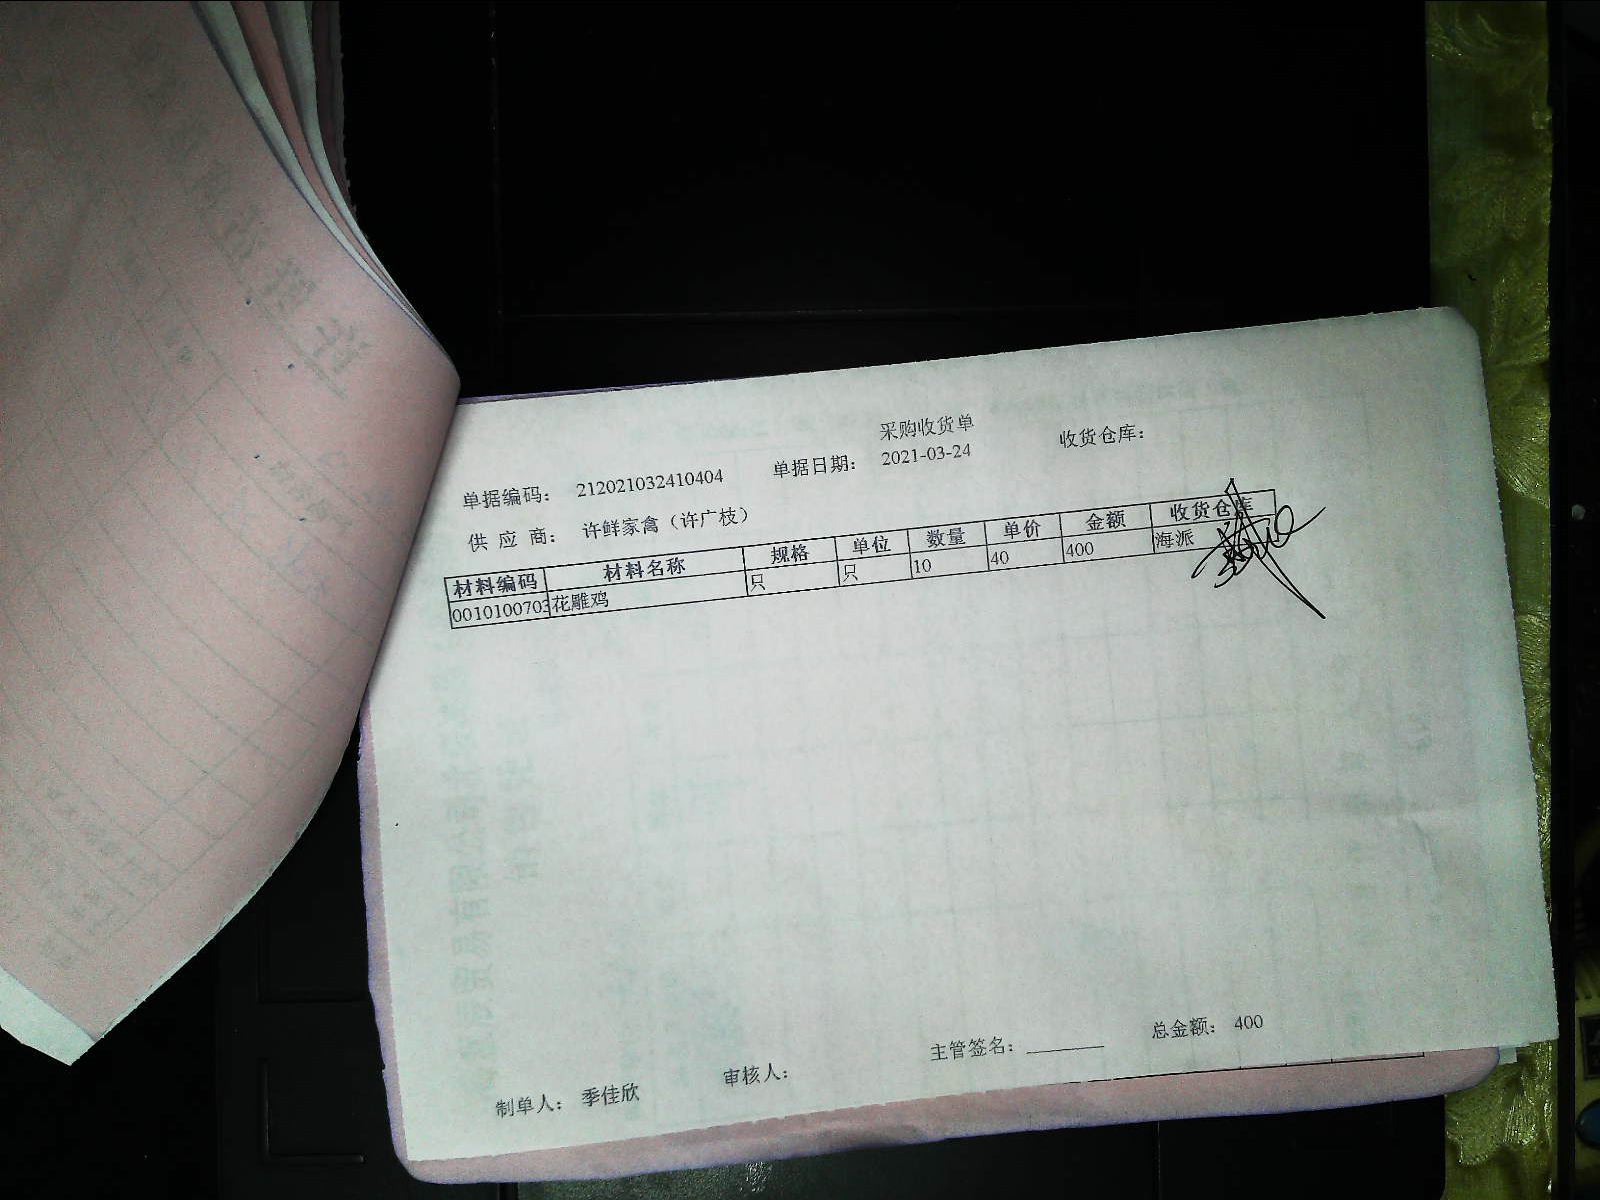 采购收货单
单据编码： 212021032410404 单据日期： 2021-03-24 收货仓库：
供 应 商： 许鲜家禽（许广枝）
材料编码 材料名称 规格 单位 数量 单价 金额 收货仓库
0010100703 花雕鸡 只 只 10 40 400 海派
制单人： 季佳欣 审核人： 主管签名：________ 总金额： 400